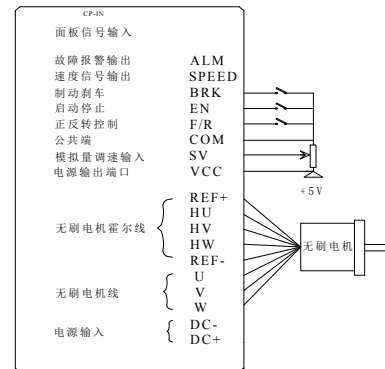 CP-IN
面板信号输入
故障报警输出 ALM
速度信号输出 SPEED
制动刹车 BRK
启动停止 EN
正反转控制 F/R
公共端 COM
模拟量调速输入 SV
电源输出端口 VCC
+5V
REF+
HU
无刷电机霍尔线 HV
HW
REF-
无刷电机
U
无刷电机线 V
W
电源输入 DC-
DC+